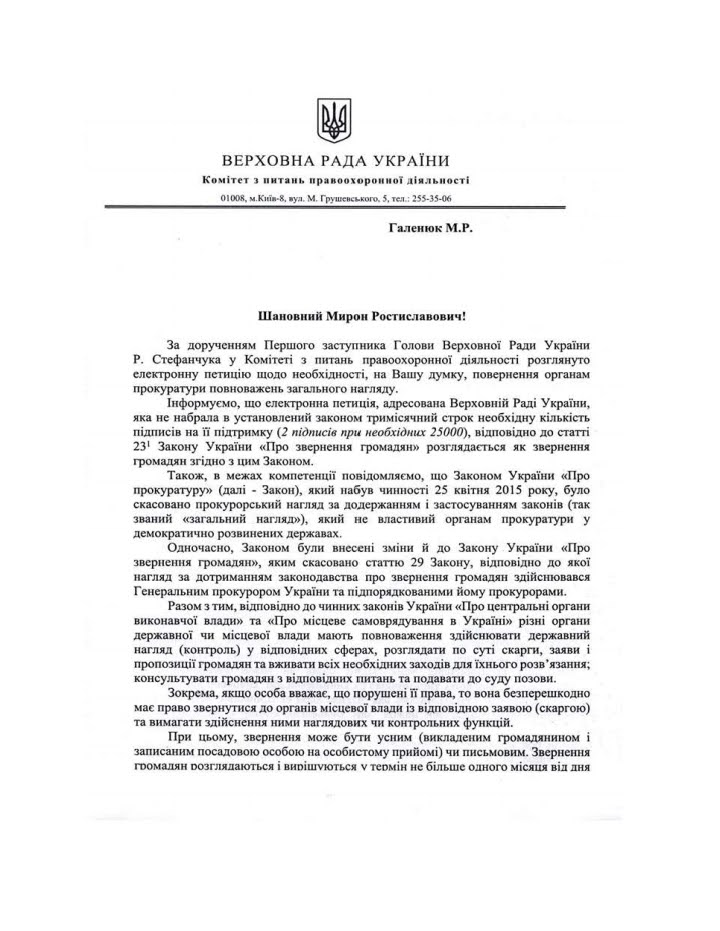 ВЕРХОВНА РАДА УКРАЇНИ
Комітет з питань правоохоронної діяльності
01008, м.Київ-8, вул. М. Грушевського, 5, тел.: 255-35-06
Галенюк М.Р.
Шановний Мирон Ростиславович!
За дорученням Першого заступника Голови Верховної Ради України
Р. Стефанчука у Комітеті з питань правоохоронної діяльності розглянуто
електронну петицію щодо необхідності, на Вашу думку, повернення органам
прокуратури повноважень загального нагляду.
Інформуємо, що електронна петиція, адресована Верховній Раді України,
яка не набрала в установлений законом тримісячний строк необхідну кількість
підписів на її підтримку (2 підписів при необхідних 25000), відповідно до статті
23¹ Закону України «Про звернення громадян» розглядається як звернення
громадян згідно з цим Законом.
Також, в межах компетенції повідомляємо, що Законом України «Про
прокуратуру» (далі - Закон), який набув чинності 25 квітня 2015 року, було
скасовано прокурорський нагляд за додержанням і застосуванням законів (так
званий «загальний нагляд»), який не властивий органам прокуратури у
демократично розвинених державах.
Одночасно, Законом були внесені зміни й до Закону України «Про
звернення громадян», яким скасовано статтю 29 Закону, відповідно до якої
нагляд за дотриманням законодавства про звернення громадян здійснювався
Генеральним прокурором України та підпорядкованими йому прокурорами.
Разом з тим, відповідно до чинних законів України «Про центральні органи
виконавчої влади» та «Про місцеве самоврядування в Україні» різні органи
державної чи місцевої влади мають повноваження здійснювати державний
нагляд (контроль) у відповідних сферах, розглядати по суті скарги, заяви і
пропозиції громадян та вживати всіх необхідних заходів для їхнього розв’язання;
консультувати громадян з відповідних питань та подавати до суду позови.
Зокрема, якщо особа вважає, що порушені її права, то вона безперешкодно
має право звернутися до органів місцевої влади із відповідною заявою (скаргою)
та вимагати здійснення ними наглядових чи контрольних функцій.
При цьому, звернення може бути усним (викладеним громадянином і
записаним посадовою особою на особистому прийомі) чи письмовим. Звернення
громадян розглядаються і вирішуються у термін не більше одного місяця від дня